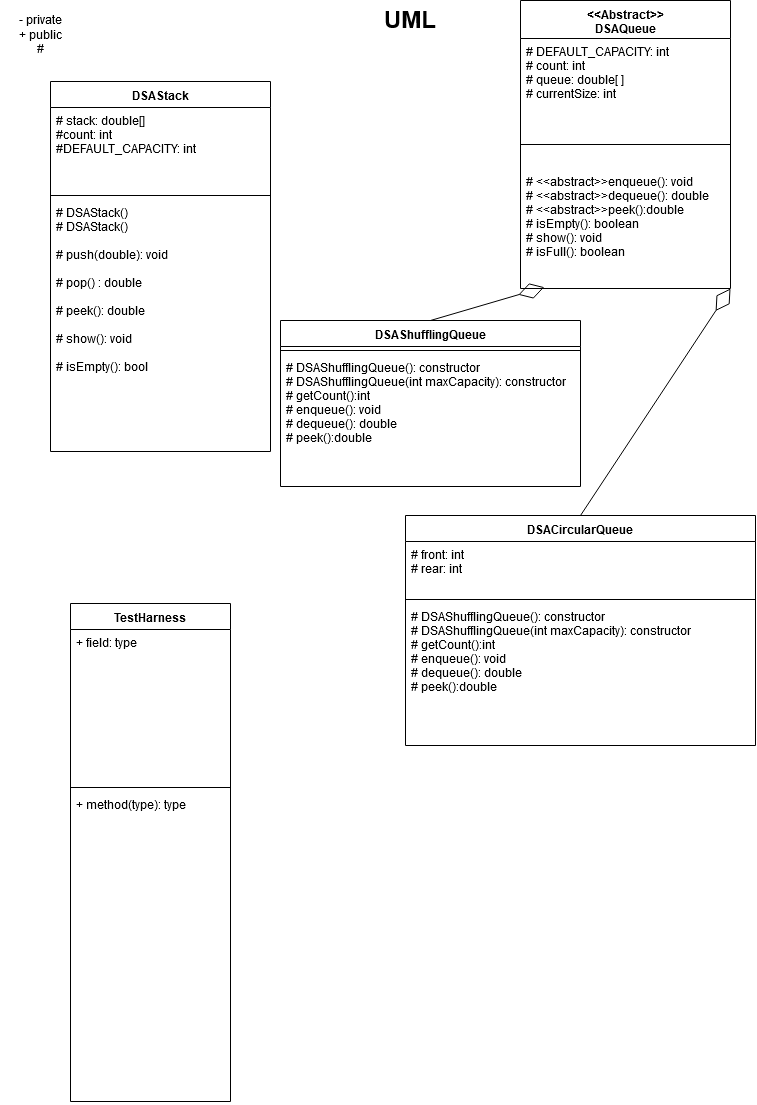 - private
+ public
#
UML
<<Abstract>>
DSAQueue
# DEFAULT_CAPACITY: int
# count: int
# queue: double[ ]
# currentSize: int
# <<abstract>>enqueue(): void
# <<abstract>>dequeue(): double
# <<abstract>>peek():double
# isEmpty(): boolean
# show(): void
# isFull(): boolean
DSAStack
# stack: double[]
#count: int
#DEFAULT_CAPACITY: int
# DSAStack()
# DSAStack()
# push(double): void
# pop() : double
# peek(): double
# show(): void
# isEmpty(): bool
DSAShufflingQueue
# DSAShufflingQueue(): constructor
# DSAShufflingQueue(int maxCapacity): constructor
# getCount():int
# enqueue(): void
# dequeue(): double
# peek():double
DSACircularQueue
# front: int
# rear: int
# DSAShufflingQueue(): constructor
# DSAShufflingQueue(int maxCapacity): constructor
# getCount():int
# enqueue(): void
# dequeue(): double
# peek():double
TestHarness
+ field: type
+ method(type): type